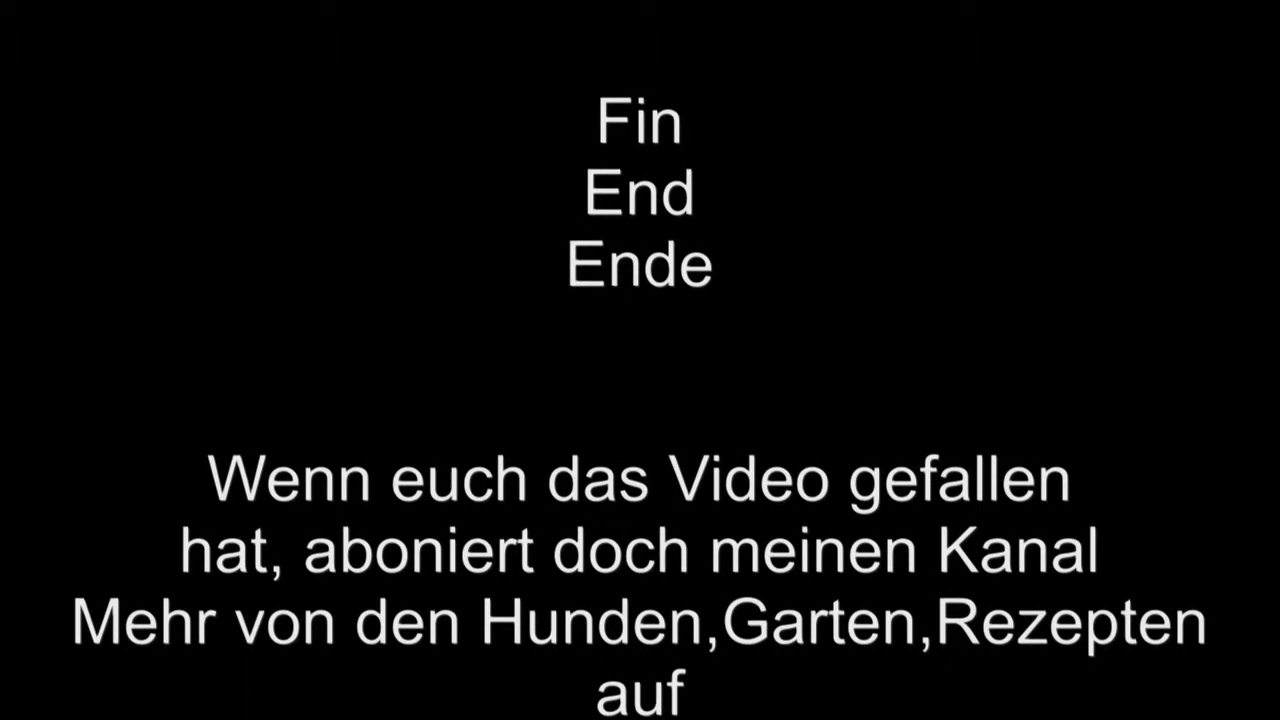 Fin
End
Ende
Wenn euch das Video gefallen
hat, aboniert doch meinen Kanal
Mehr von den Hunden,Garten,Rezepten
auf